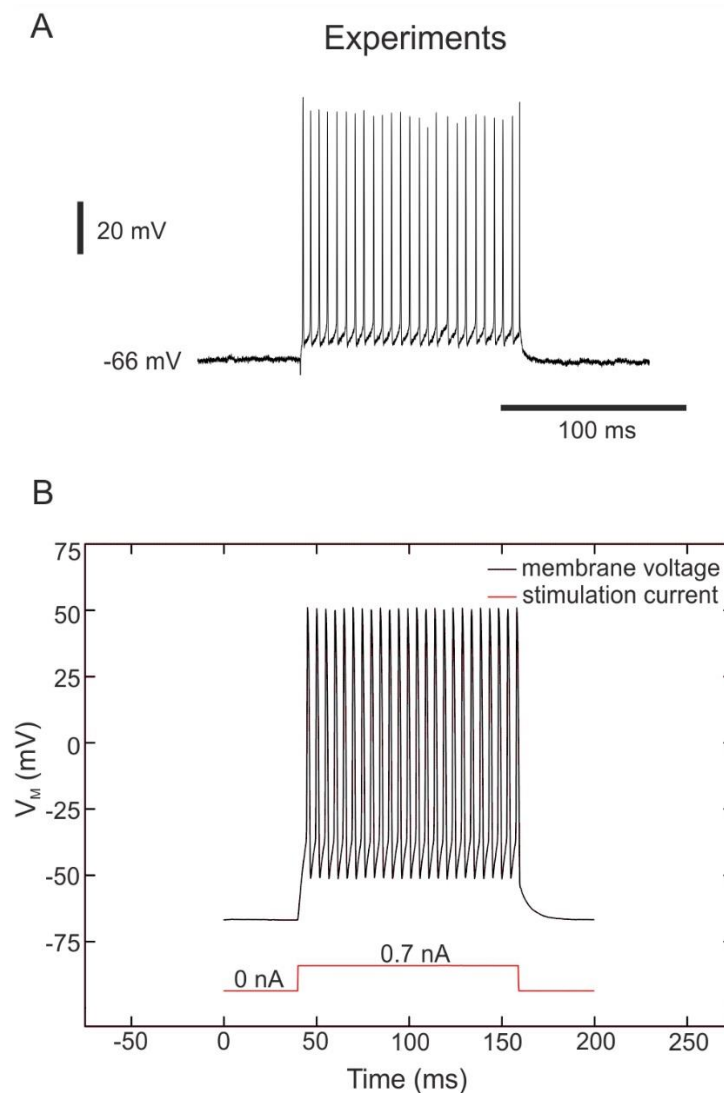 A
Experiments
20 mV
-66 mV
100 ms
B
75
50
25
0
-25
-50
-75
V_M (mV)
membrane voltage
stimulation current
0 nA
0.7 nA
-50 0 50 100 150 200 250
Time (ms)